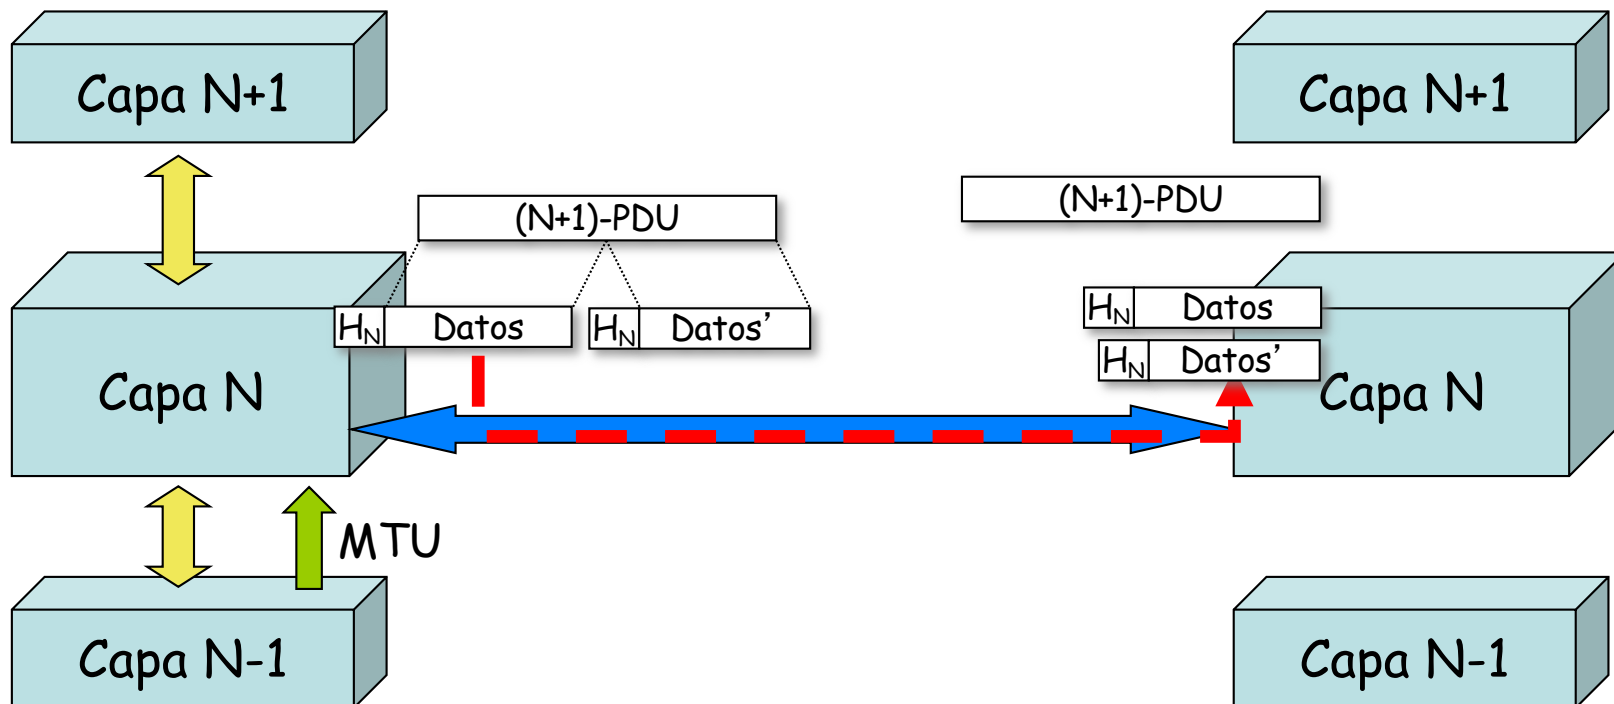 Capa N+1
Capa N+1
(N+1)-PDU
(N+1)-PDU
HN Datos
HN Datos’
HN Datos
HN Datos’
Capa N
Capa N
MTU
Capa N-1
Capa N-1